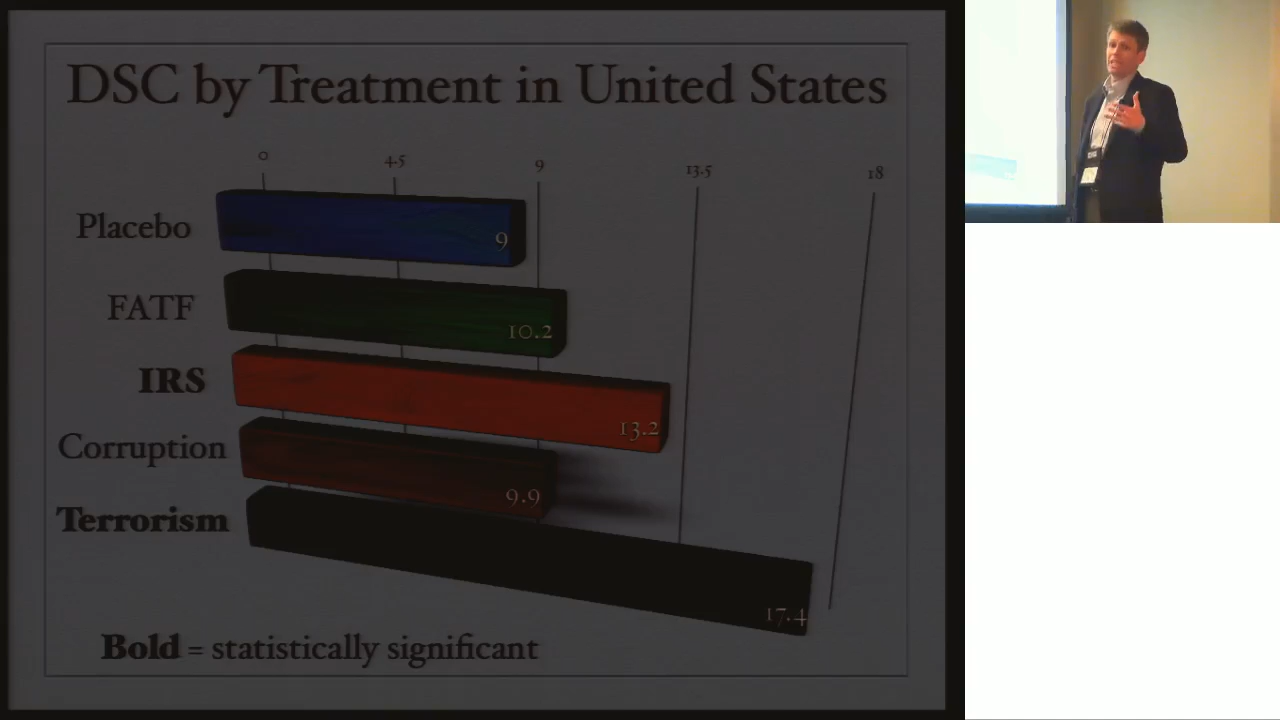 DSC by Treatment in United States
0 4.5 9 13.5 18
Placebo 9
FATF 10.2
IRS 13.2
Corruption 9.9
Terrorism 17.4
Bold = statistically significant